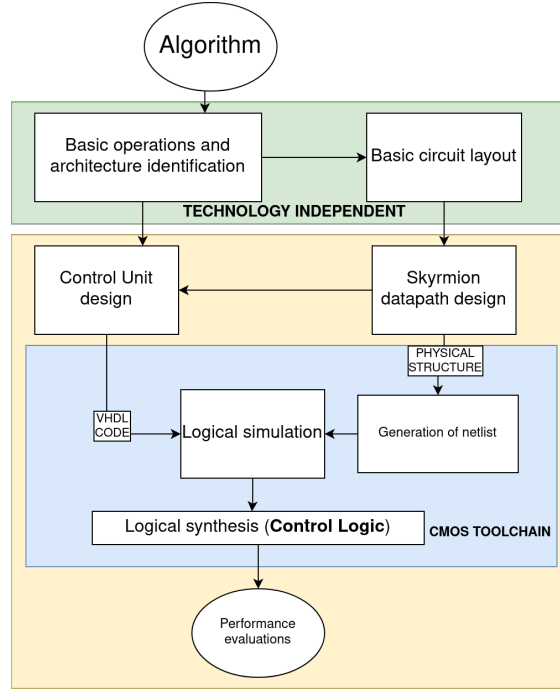 Algorithm
Basic operations and
architecture identification
Basic circuit layout
TECHNOLOGY INDEPENDENT
Control Unit
design
Skyrmion
datapath design
PHYSICAL
STRUCTURE
VHDL
CODE
Logical simulation
Generation of netlist
Logical synthesis (Control Logic)
CMOS TOOLCHAIN
Performance
evaluations